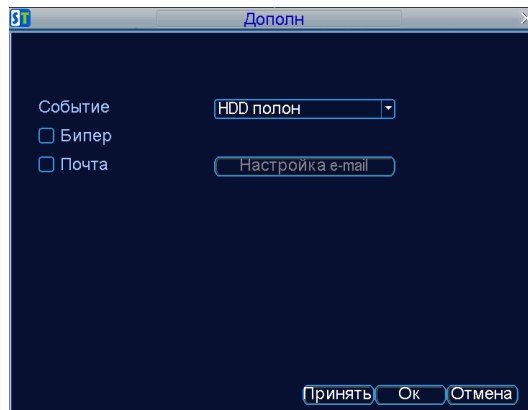 ST Дополн
Событие HDD полон
Бипер
Почта Настройка e-mail
Принять Ок Отмена